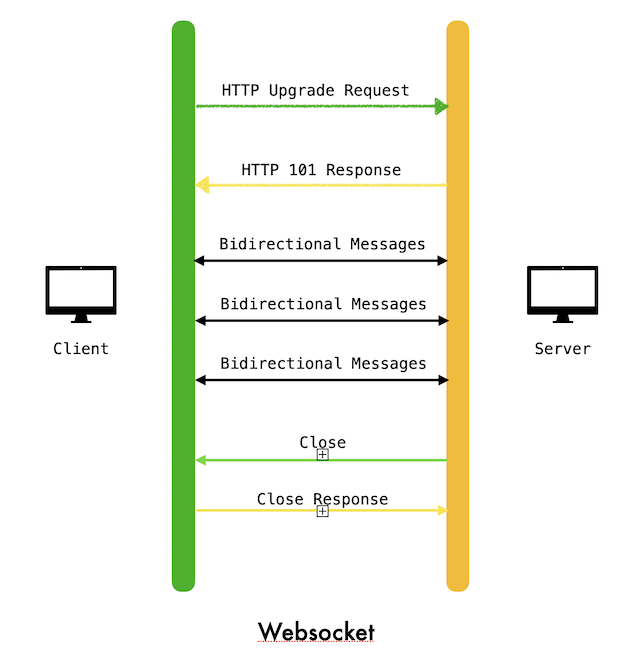 HTTP Upgrade Request
HTTP 101 Response
Bidirectional Messages
Bidirectional Messages
Bidirectional Messages
Client
Server
Close
Close Response
Websocket